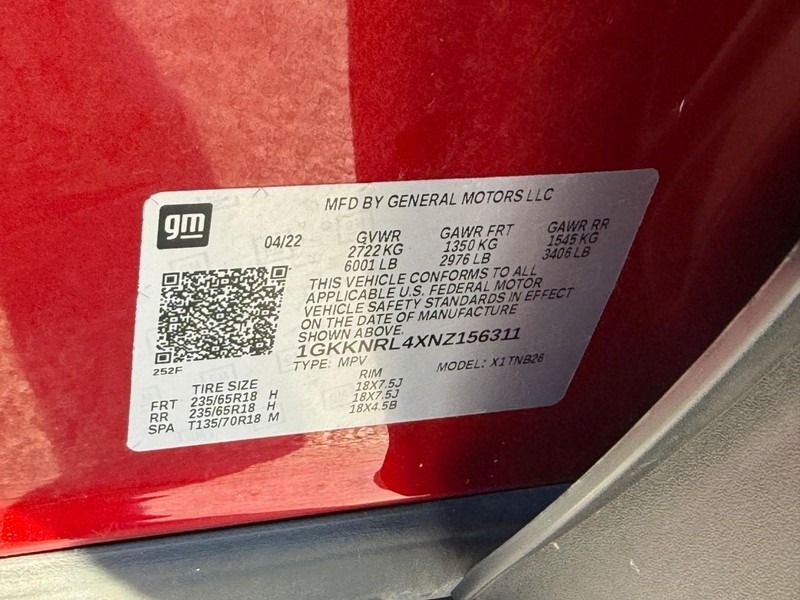 gm
MFD BY GENERAL MOTORS LLC
04/22 GVWR GAWR FRT GAWR RR
2722 KG 1350 KG 1545 KG
6001 LB 2976 LB 3406 LB
THIS VEHICLE CONFORMS TO ALL
APPLICABLE U.S. FEDERAL MOTOR
VEHICLE SAFETY STANDARDS IN EFFECT
ON THE DATE OF MANUFACTURE
SHOWN ABOVE.
1GKKNRL4XNZ156311
252F
TYPE: MPV MODEL: X1TNB26
TIRE SIZE RIM
FRT 235/65R18 H 18X7.5J
RR 235/65R18 H 18X7.5J
SPA T135/70R18 M 18X4.5B